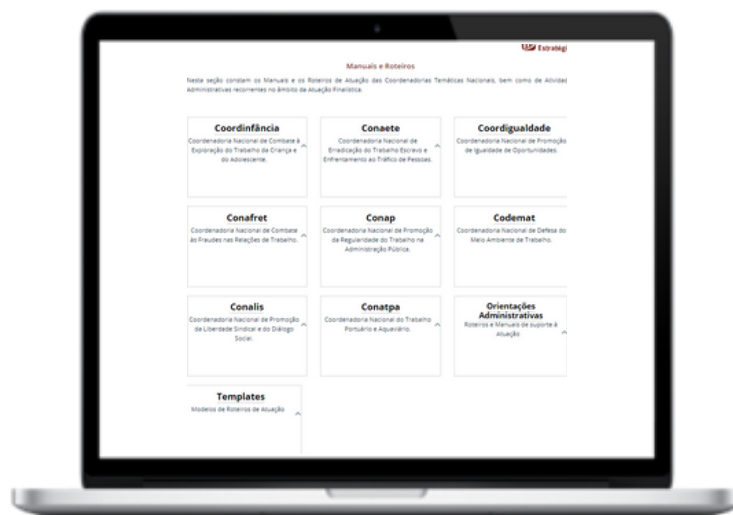 Estratégi
Manuais e Roteiros
Nesta seção constam os Manuais e os Roteiros de Atuação das Coordenadorias Temáticas Nacionais, bem como de Atividad
Administrativas recorrentes no âmbito da Atuação Finalística.
Coordinfância
Coordenadoria Nacional de Combate à
Exploração do Trabalho da Criança e
do Adolescente.
Conaete
Coordenadoria Nacional de
Erradicação do Trabalho Escravo e
Enfrentamento ao Tráfico de Pessoas.
Coordigualdade
Coordenadoria Nacional de Promoção
de Igualdade de Oportunidades.
Conafret
Coordenadoria Nacional de Combate
às Fraudes nas Relações de Trabalho.
Conap
Coordenadoria Nacional de Promoção
da Regularidade do Trabalho na
Administração Pública.
Codemat
Coordenadoria Nacional de Defesa do
Meio Ambiente de Trabalho.
Conalis
Coordenadoria Nacional de Promoção
da Liberdade Sindical e do Diálogo
Social.
Conatpa
Coordenadoria Nacional do Trabalho
Portuário e Aquaviário.
Orientações
Administrativas
Roteiros e Manuais de suporte à
Atuação
Templates
Modelos de Roteiros de Atuação